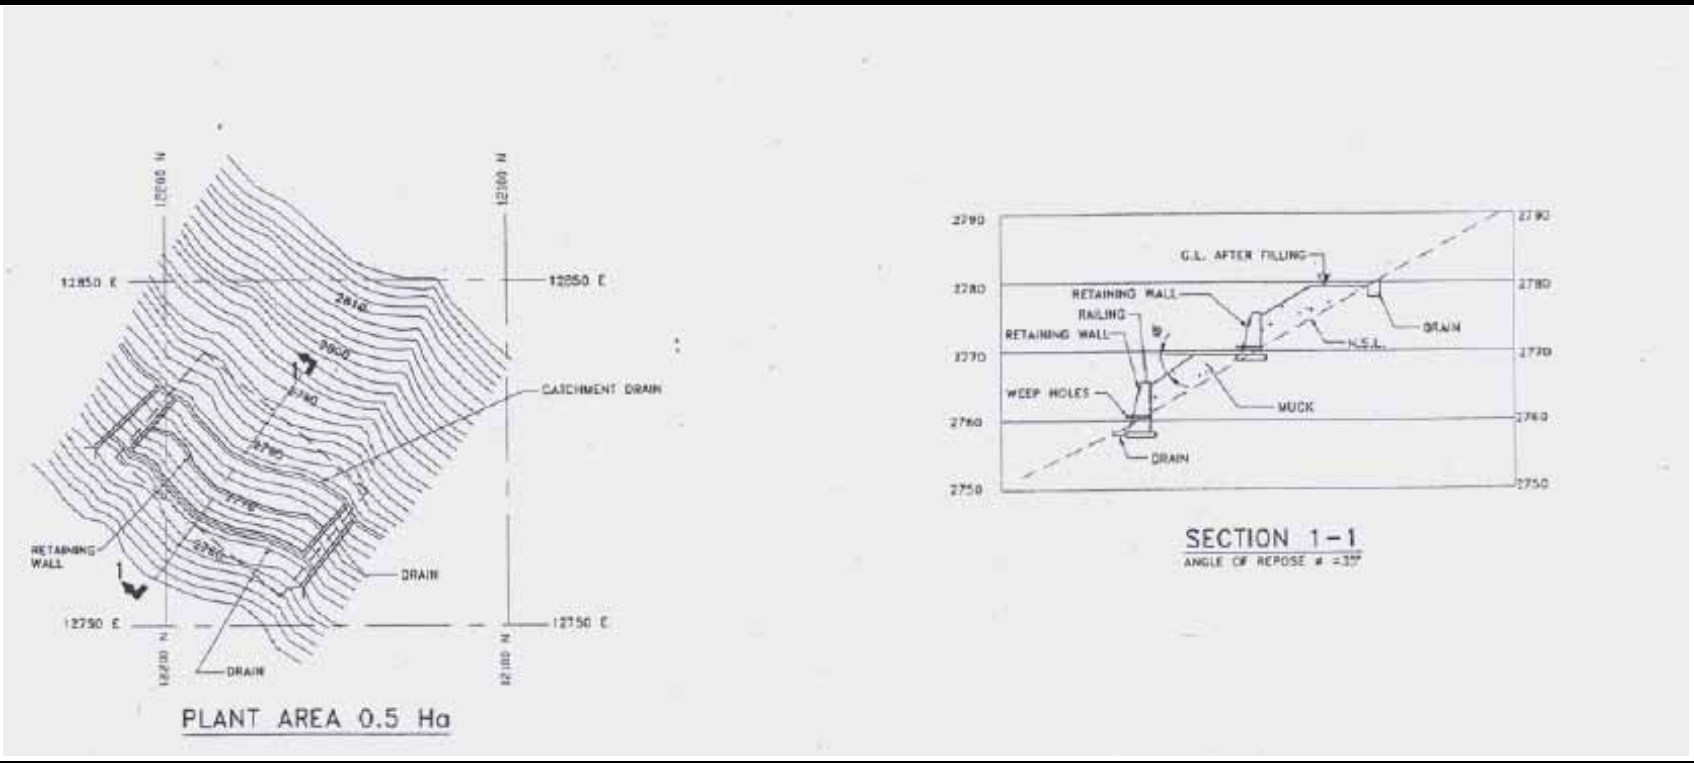 12200 N
12100 N
12850 E
12850 E
2810
2800
2790
1
CATCHMENT DRAIN
2780
2770
2760
RETAINING
WALL
1
DRAIN
12750 E
12750 E
DRAIN
12200 N
12100 N
PLANT AREA 0.5 Ha
2790
2790
G.L. AFTER FILLING
2780
2780
RETAINING WALL
RAILING
RETAINING WALL
DRAIN
N.S.L.
2770
2770
WEEP HOLES
MUCK
2760
2760
DRAIN
2750
2750
SECTION 1-1
ANGLE OF REPOSE